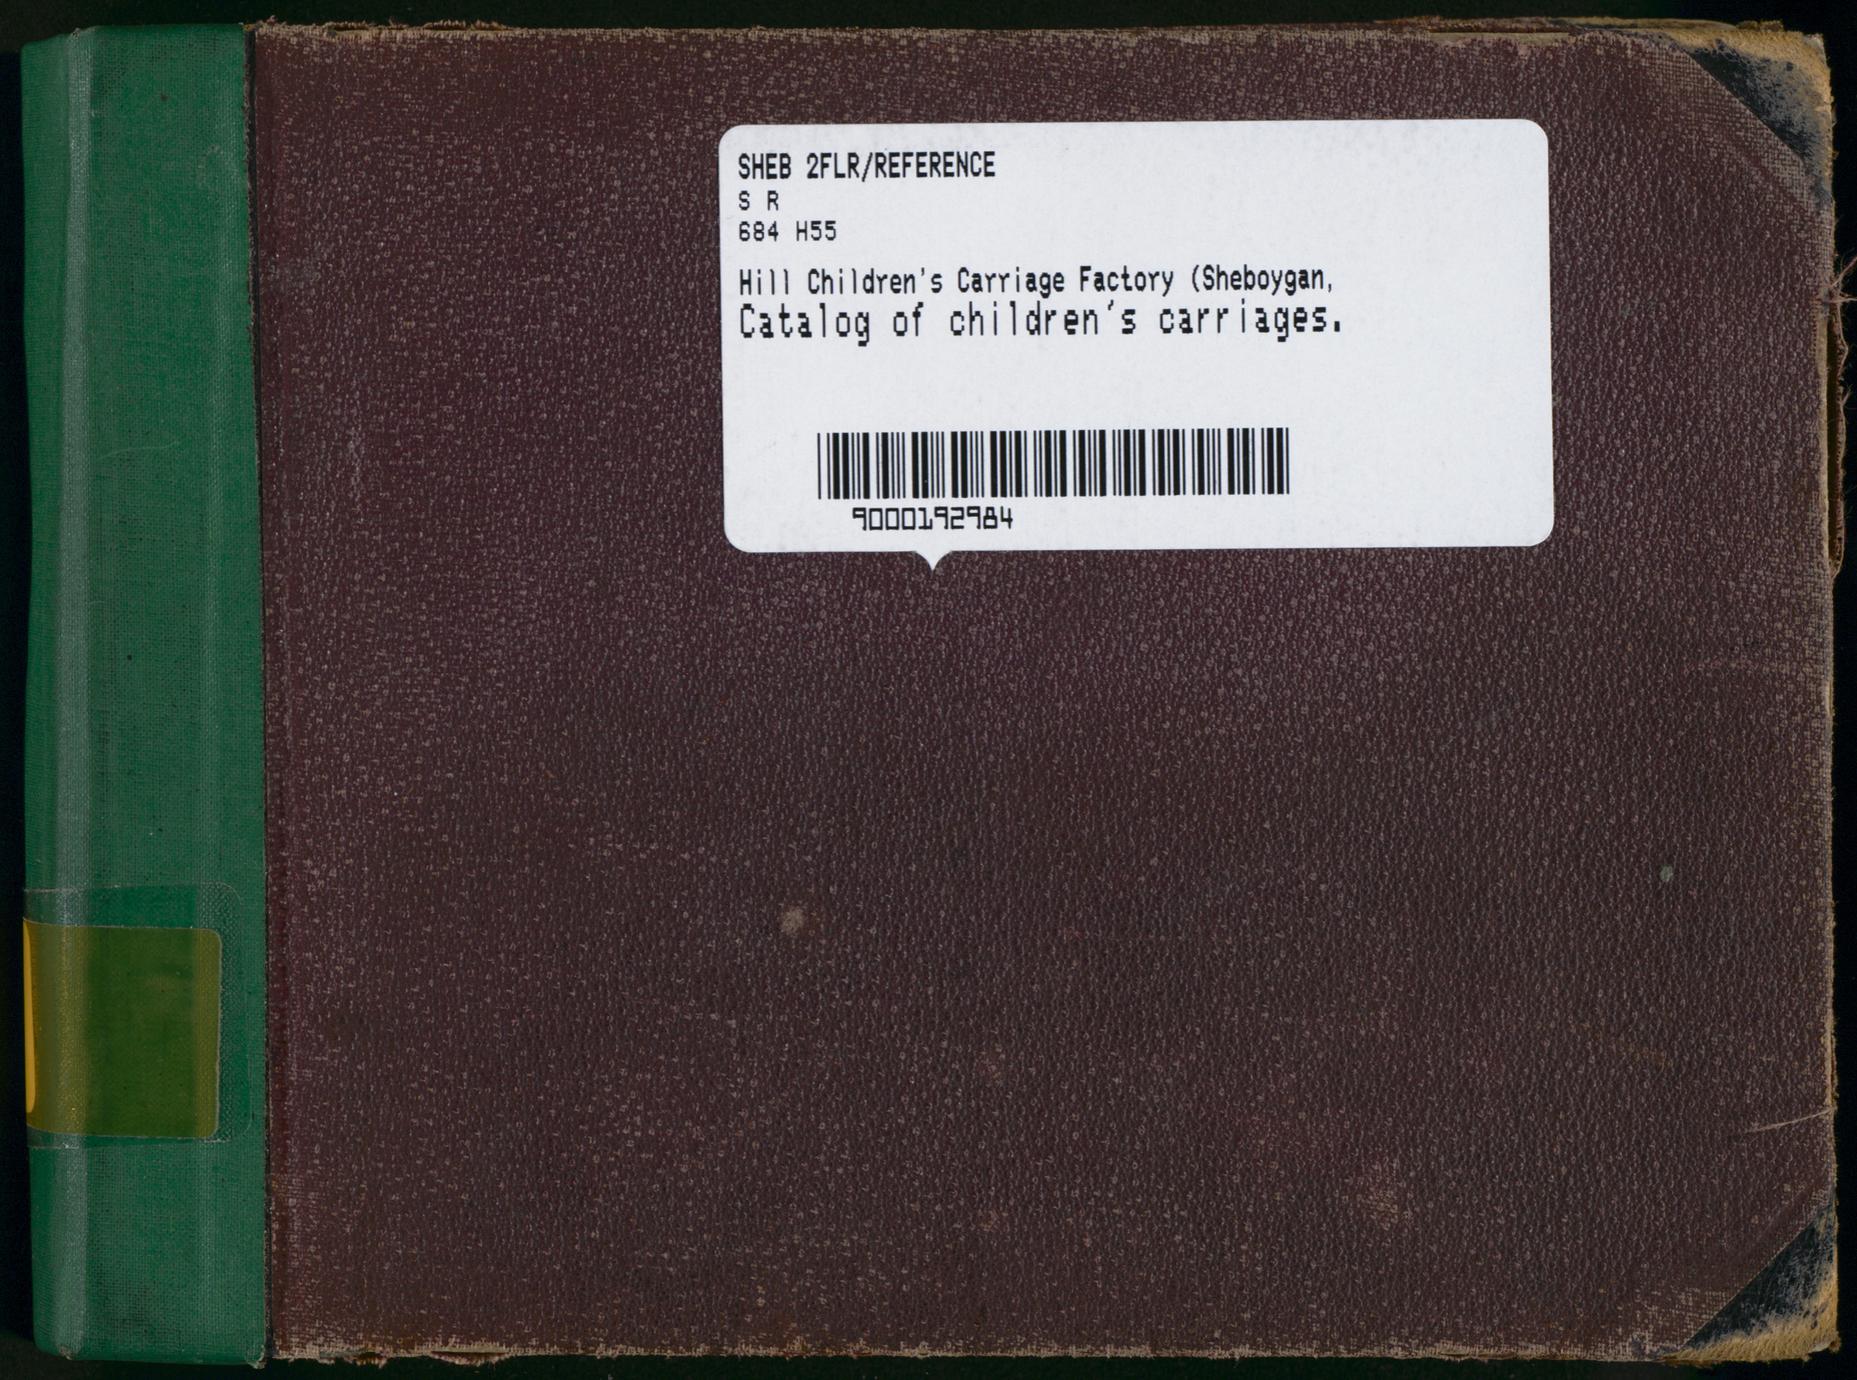 SHEB 2FLR/REFERENCE
S R
684 H55
Hill Children's Carriage Factory (Sheboygan,
Catalog of children's carriages.
9000192984